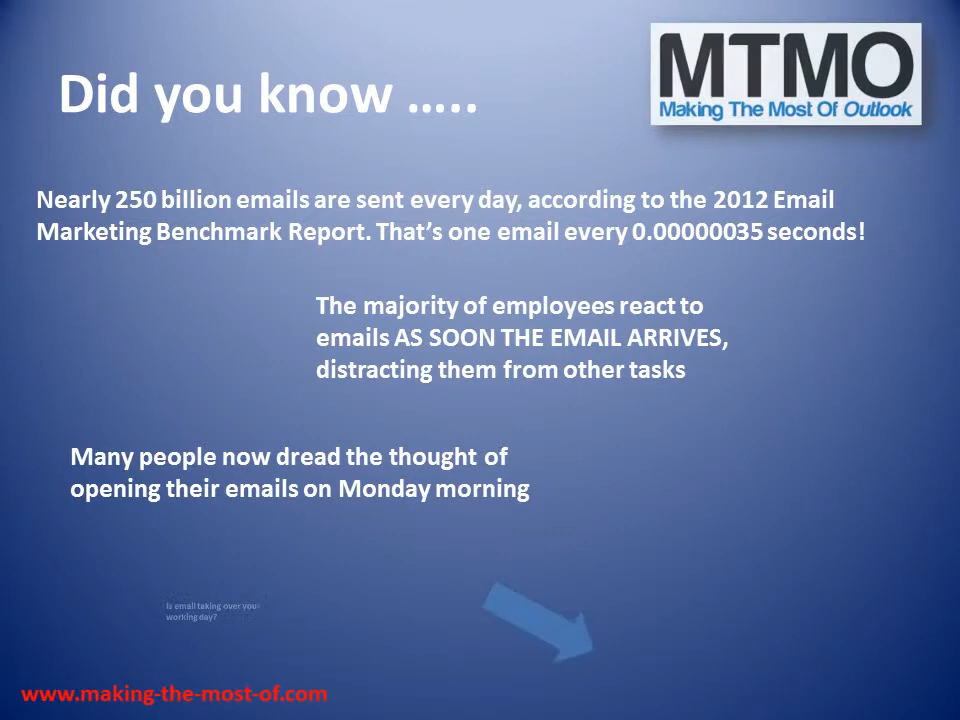 Did you know .....
MTMO
Making The Most Of Outlook
Nearly 250 billion emails are sent every day, according to the 2012 Email
Marketing Benchmark Report. That’s one email every 0.00000035 seconds!
The majority of employees react to
emails AS SOON THE EMAIL ARRIVES,
distracting them from other tasks
Many people now dread the thought of
opening their emails on Monday morning
Is email taking over your
working day?
www.making-the-most-of.com